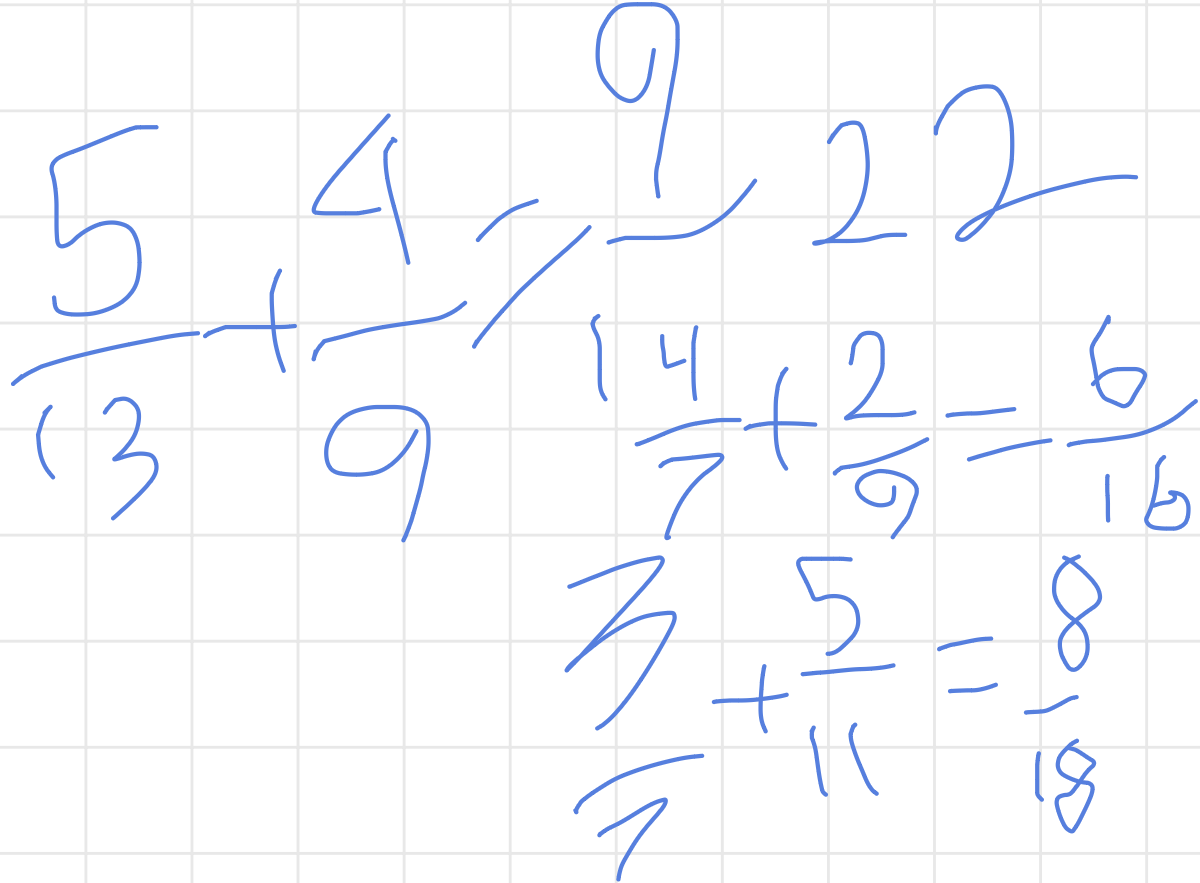 5/13 + 4/9 = 9/22
14/7 + 2/9 = 6/16
3/7 + 5/11 = 8/18